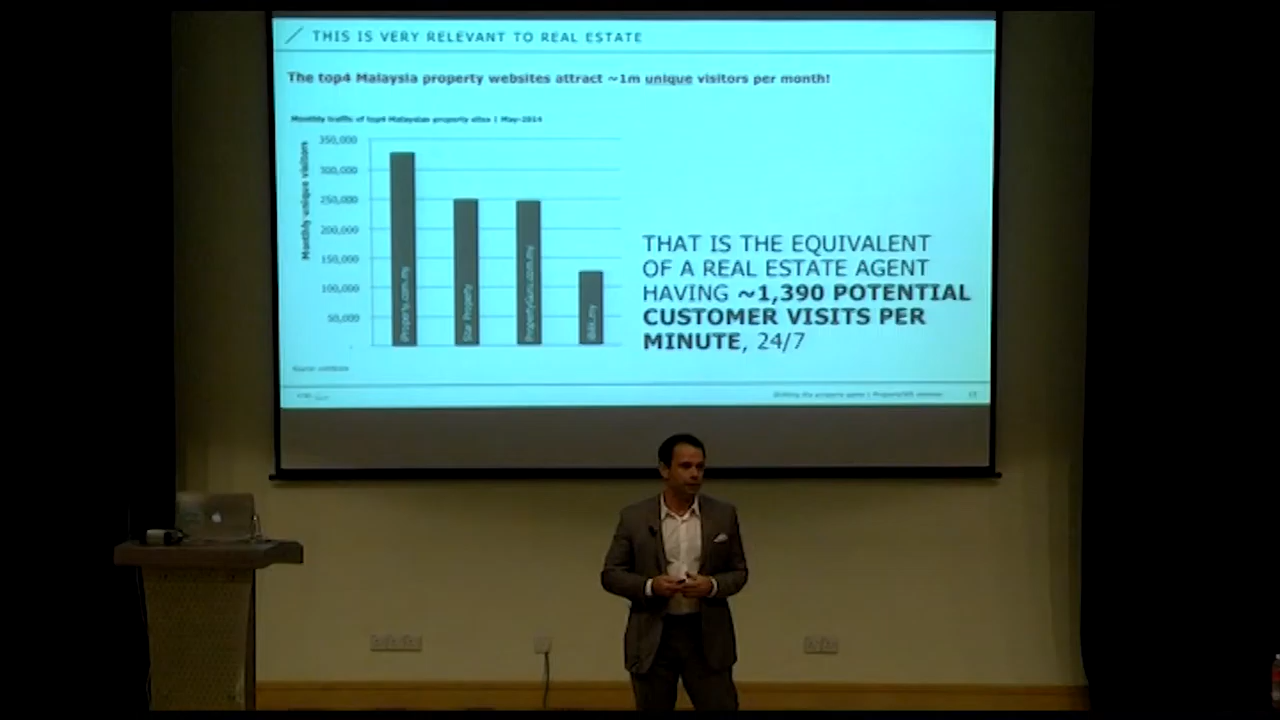 THIS IS VERY RELEVANT TO REAL ESTATE
The top4 Malaysia property websites attract ~1m unique visitors per month!
Monthly traffic of top4 Malaysian property sites | May-2014
Monthly unique visitors
350,000
300,000
250,000
200,000
150,000
100,000
50,000
-
iProperty.com.my
Star Property
PropertyGuru.com.my
THAT IS THE EQUIVALENT
OF A REAL ESTATE AGENT
HAVING ~1,390 POTENTIAL
CUSTOMER VISITS PER
MINUTE, 24/7